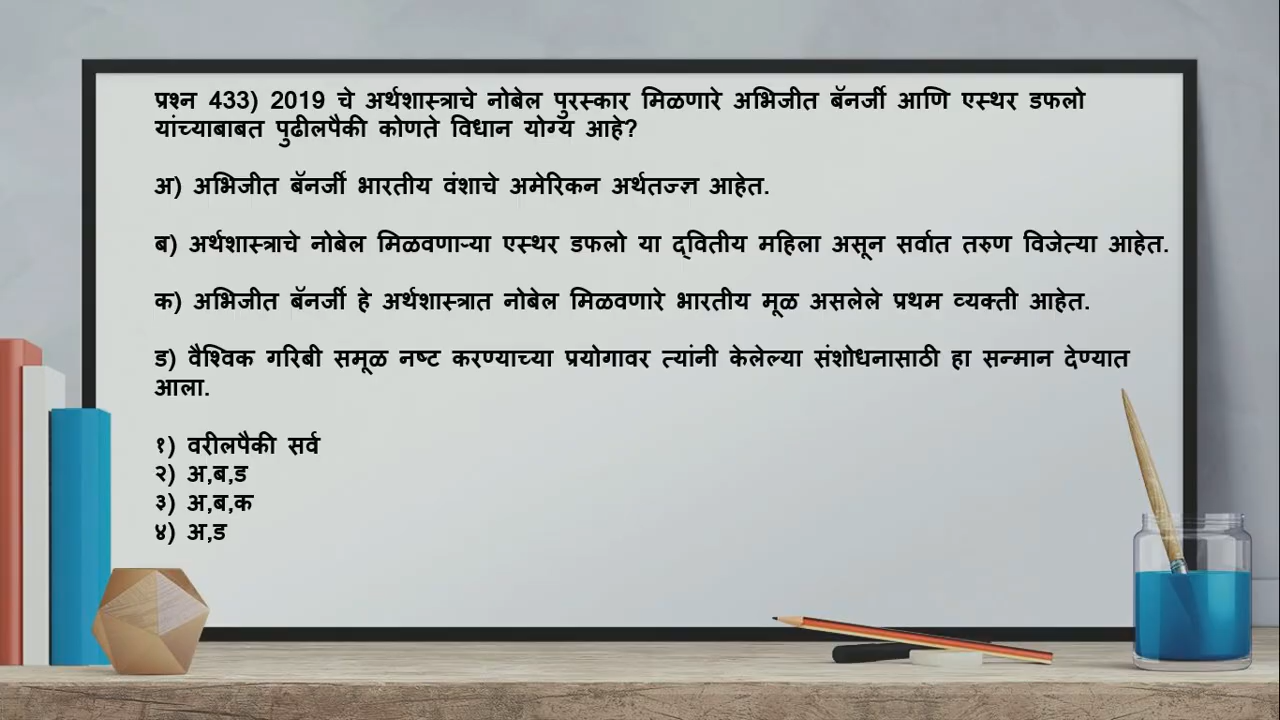 प्रश्न 433) 2019 चे अर्थशास्त्राचे नोबेल पुरस्कार मिळणारे अभिजीत बॅनर्जी आणि एस्थर डफलो
यांच्याबाबत पुढीलपैकी कोणते विधान योग्य आहे?
अ) अभिजीत बॅनर्जी भारतीय वंशाचे अमेरिकन अर्थतज्ज्ञ आहेत.
ब) अर्थशास्त्राचे नोबेल मिळवणाऱ्या एस्थर डफलो या द्वितीय महिला असून सर्वात तरुण विजेत्या आहेत.
क) अभिजीत बॅनर्जी हे अर्थशास्त्रात नोबेल मिळवणारे भारतीय मूळ असलेले प्रथम व्यक्ती आहेत.
ड) वैश्विक गरिबी समूळ नष्ट करण्याच्या प्रयोगावर त्यांनी केलेल्या संशोधनासाठी हा सन्मान देण्यात
आला.
१) वरीलपैकी सर्व
२) अ,ब,ड
३) अ,ब,क
४) अ,ड